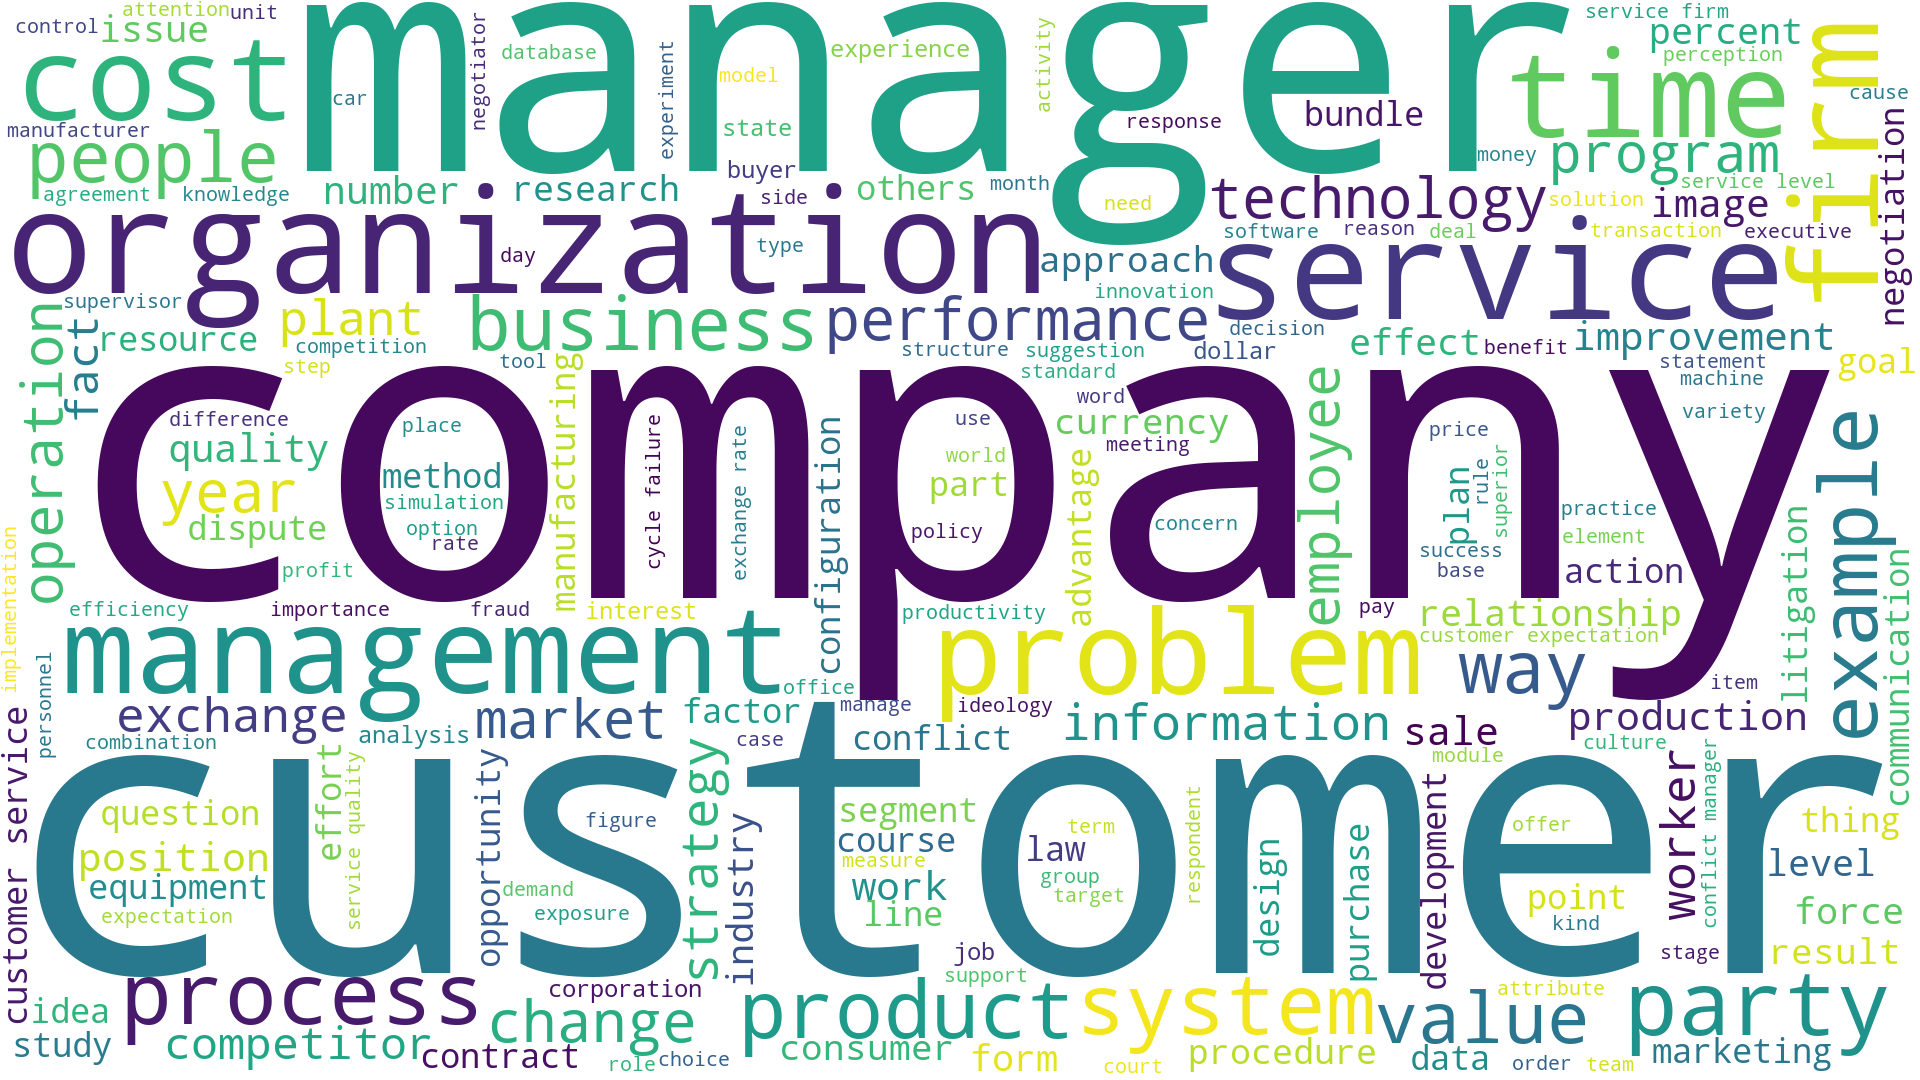 control
attention
unit
issue
cost
manager
negotiator
database
car
experiment
model
experience
state
activity
response
service firm
percent
perception
time
bundle
firm
cause
money
manufacturer
people
agreement
knowledge
number
research
buyer
side
others
month
need
program
technology
service level
solution
image
negotiation
organization
day
type
approach
software
reason
deal
transaction
executive
service
supervisor
fact
resource
plant
competition
step
business
tool
performance
innovation
structure
suggestion
standard
decision
dollar
effect
benefit
improvement
statement
machine
variety
goal
operation
company
difference
quality
year
dispute
profit
place
method
simulation
option
rate
manufacturing
cycle failure
exchange rate
configuration
use
world
part
policy
word
currency
meeting
advantage
concern
employee
price
plan
rule
superior
success
base
practice
element
action
example
implementation
efficiency
importance
fraud
interest
productivity
problem
pay
relationship
customer expectation
litigation
communication
management
office
manage
ideology
way
item
personnel
exchange
combination
analysis
market
factor
case
conflict
information
sale
production
culture
module
customer service
customer
question
position
equipment
expectation
effort
service quality
opportunity
figure
demand
exposure
strategy
industry
segment
course
measure
work
line
law
term
group
target
respondent
design
purchase
development
offer
point
kind
worker
conflict manager
thing
level
force
result
stage
process
idea
study
competitor
contract
corporation
change
role
choice
product
consumer
job
support
form
system
court
procedure
value
data
attribute
order
team
party
marketing